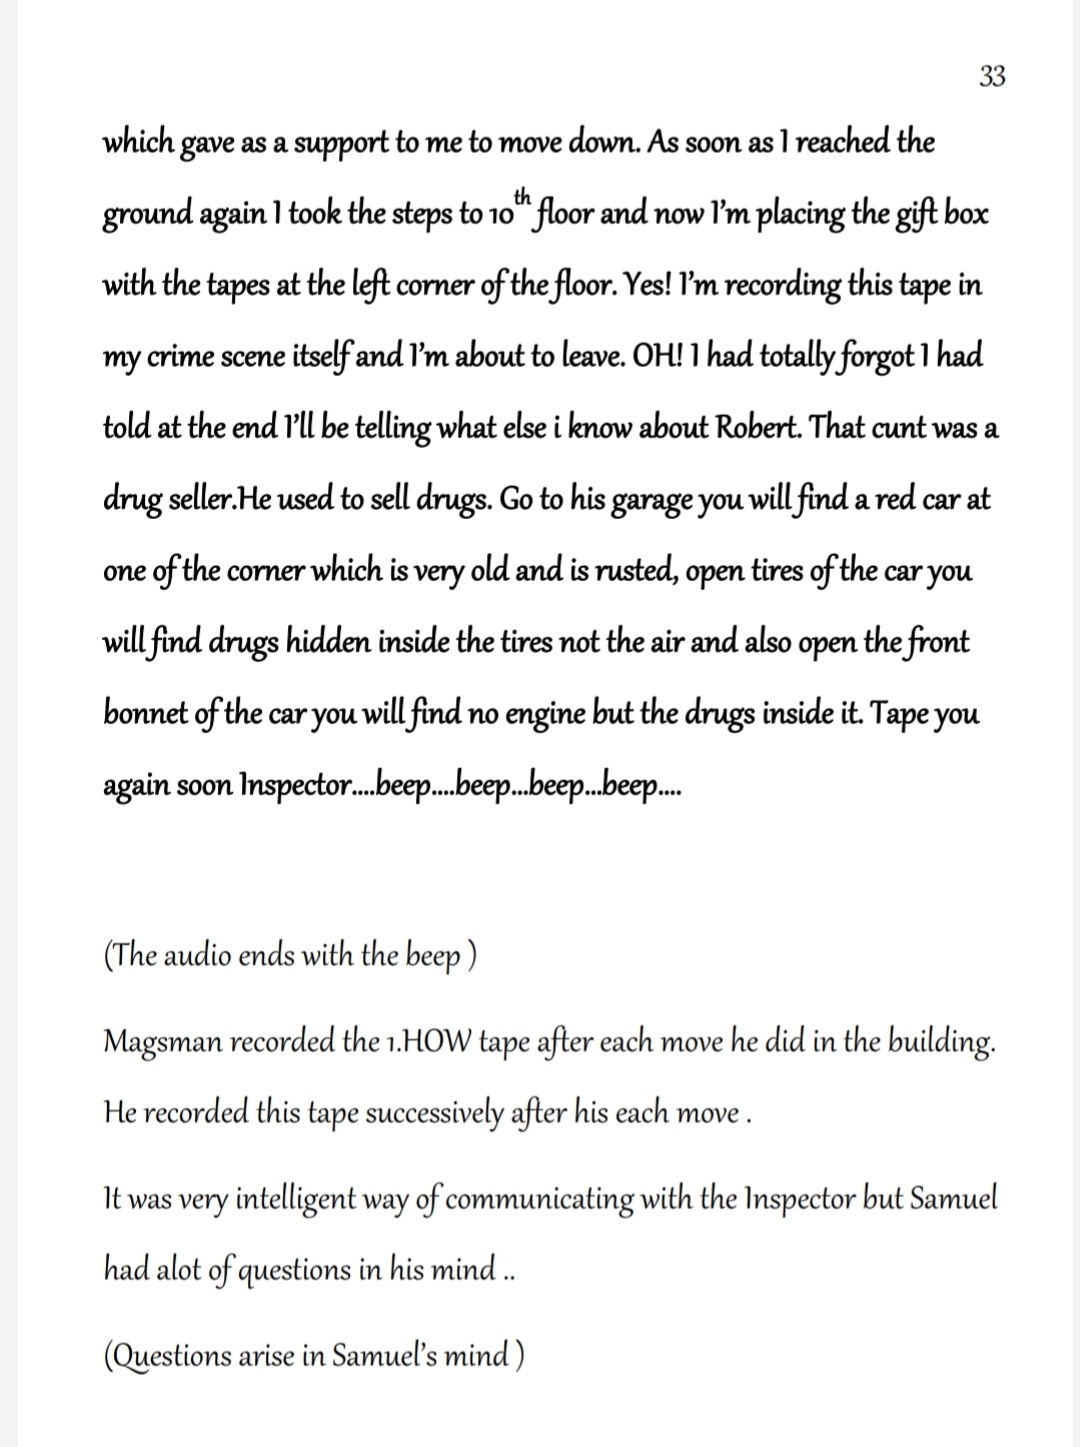 33
which gave as a support to me to move down. As soon as I reached the
ground again I took the steps to 10th floor and now I'm placing the gift box
with the tapes at the left corner of the floor. Yes! I'm recording this tape in
my crime scene itself and I'm about to leave. OH! I had totally forgot I had
told at the end I'll be telling what else i know about Robert. That cunt was a
drug seller.He used to sell drugs. Go to his garage you will find a red car at
one of the corner which is very old and is rusted, open tires of the car you
will find drugs hidden inside the tires not the air and also open the front
bonnet of the car you will find no engine but the drugs inside it. Tape you
again soon Inspector....beep....beep...beep...beep....
(The audio ends with the beep )
Magsman recorded the 1.HOW tape after each move he did in the building.
He recorded this tape successively after his each move .
It was very intelligent way of communicating with the Inspector but Samuel
had alot of questions in his mind ..
(Questions arise in Samuel's mind )